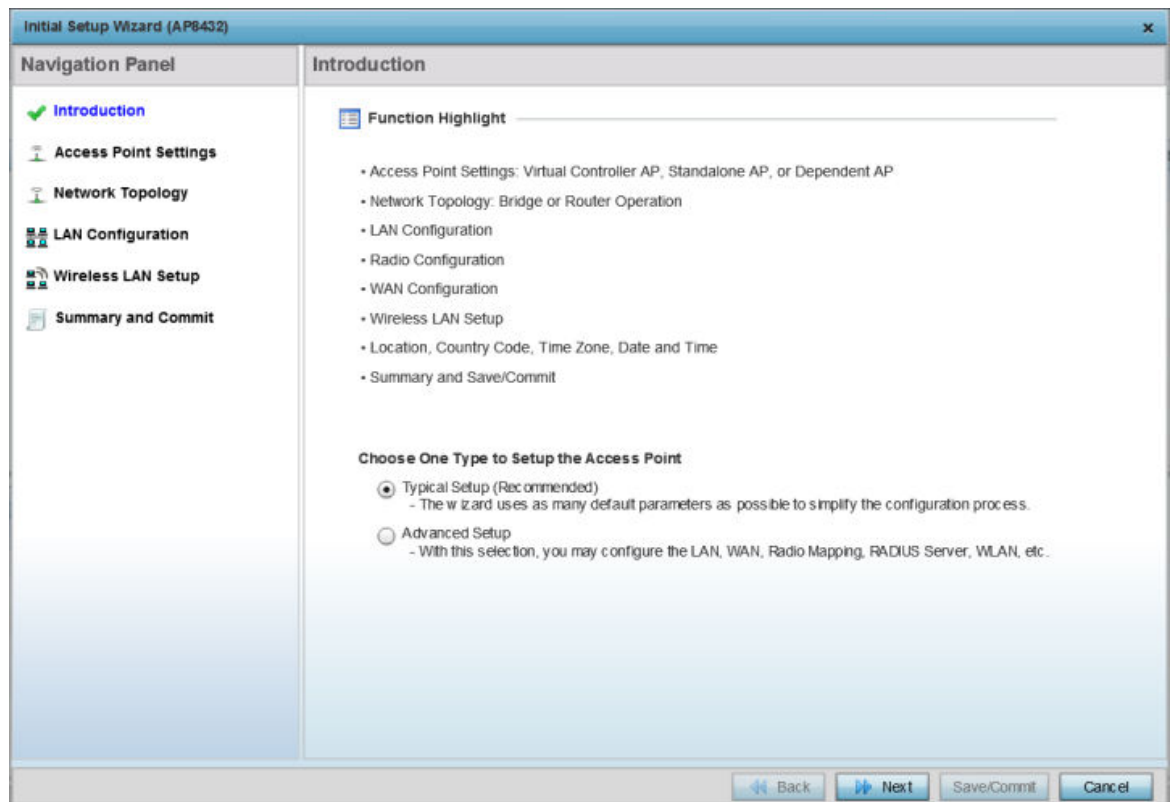 Initial Setup Wizard (AP8432)
Navigation Panel
Introduction
Access Point Settings
Network Topology
LAN Configuration
Wireless LAN Setup
Summary and Commit
Introduction
Function Highlight
• Access Point Settings: Virtual Controller AP, Standalone AP, or Dependent AP
• Network Topology: Bridge or Router Operation
• LAN Configuration
• Radio Configuration
• WAN Configuration
• Wireless LAN Setup
• Location, Country Code, Time Zone, Date and Time
• Summary and Save/Commit
Choose One Type to Setup the Access Point
Typical Setup (Recommended)
- The wizard uses as many default parameters as possible to simplify the configuration process.
Advanced Setup
- With this selection, you may configure the LAN, WAN, Radio Mapping, RADIUS Server, WLAN, etc.
Back
Next
Save/Commit
Cancel